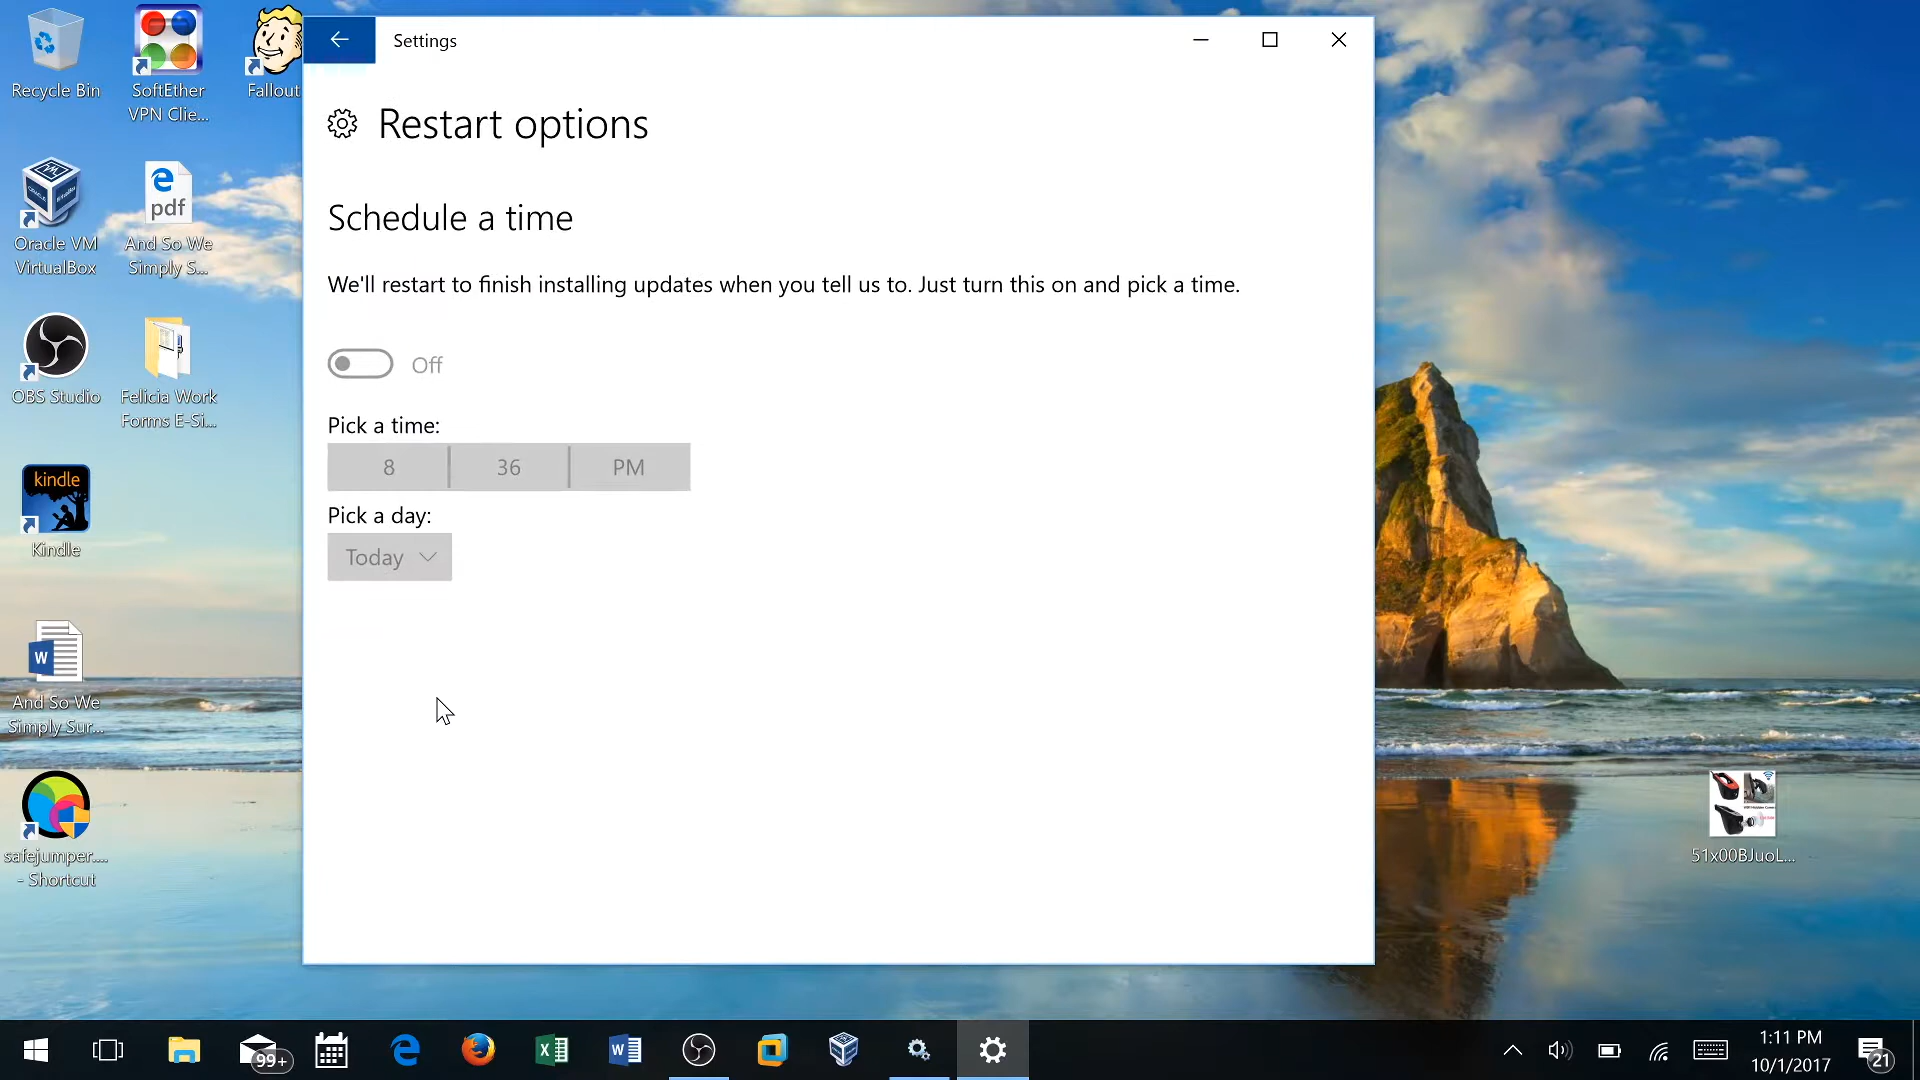 Settings
Restart options
Schedule a time
We'll restart to finish installing updates when you tell us to. Just turn this on and pick a time.
Off
Pick a time:
8 36 PM
Pick a day:
Today
Recycle Bin
SoftEther
VPN Clie...
Fallout
Oracle VM
VirtualBox
pdf
And So We
Simply S...
OBS Studio
Felicia Work
Forms E-Si...
kindle
Kindle
And So We
Simply Sur...
safejumper....
- Shortcut
51x00BJuoL...
99+
1:11 PM
10/1/2017
21